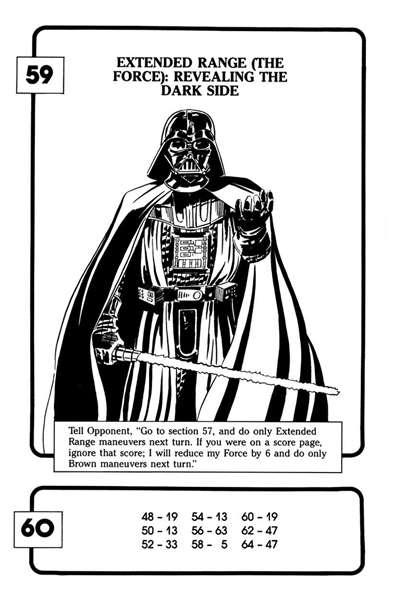 59
EXTENDED RANGE (THE
FORCE): REVEALING THE
DARK SIDE
Tell Opponent, “Go to section 57, and do only Extended
Range maneuvers next turn. If you were on a score page,
ignore that score; I will reduce my Force by 6 and do only
Brown maneuvers next turn.”
60
48 – 19 54 – 13 60 – 19
50 – 13 56 – 63 62 – 47
52 – 33 58 – 5 64 – 47